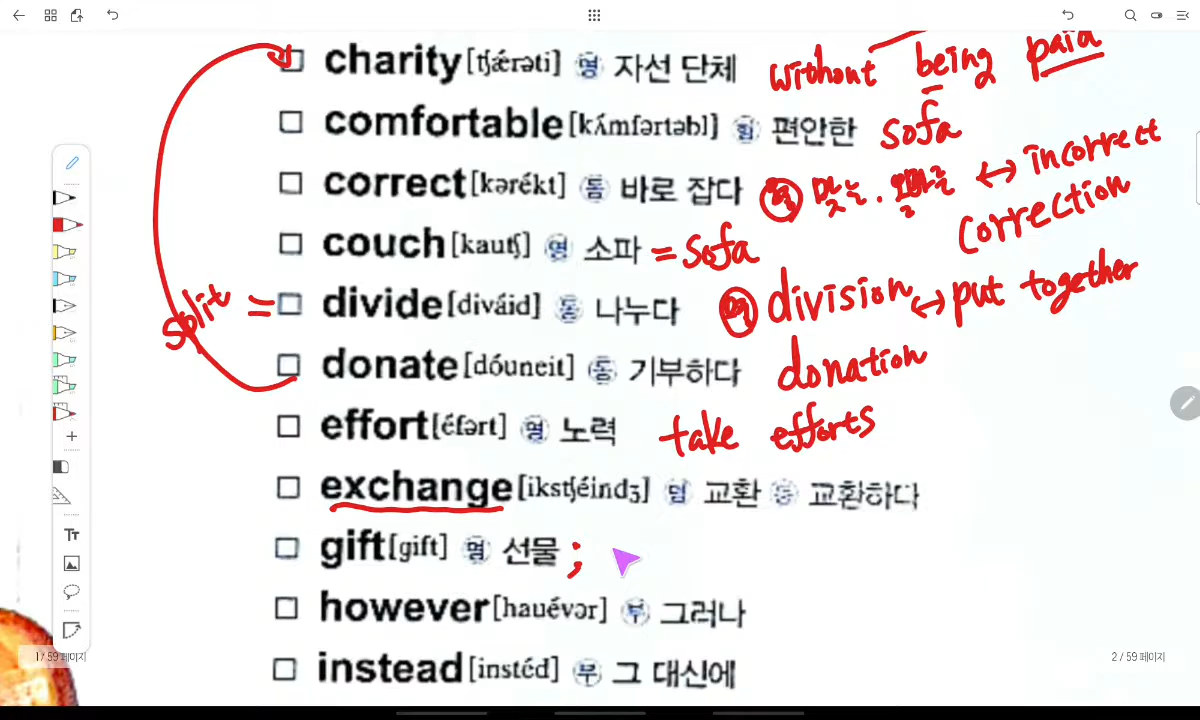 charity[tʃǽrəti] 명 자선 단체 without being paid
comfortable[kʌ́mfərtəbl] 형 편안한 sofa
correct[kərékt] 동 바로 잡다 형 맞는. ↔ incorrect
correction
couch[kautʃ] 명 소파 = sofa
split = divide[diváid] 동 나누다 명 division ↔ put together
donate[dóuneit] 동 기부하다 donation
effort[éfərt] 명 노력 take efforts
exchange[ikstʃéindʒ] 명 교환 동 교환하다
gift[gift] 명 선물 ;
however[hauévər] 부 그러나
instead[instéd] 부 그 대신에
Tт
1 / 59 페이지
2 / 59 페이지